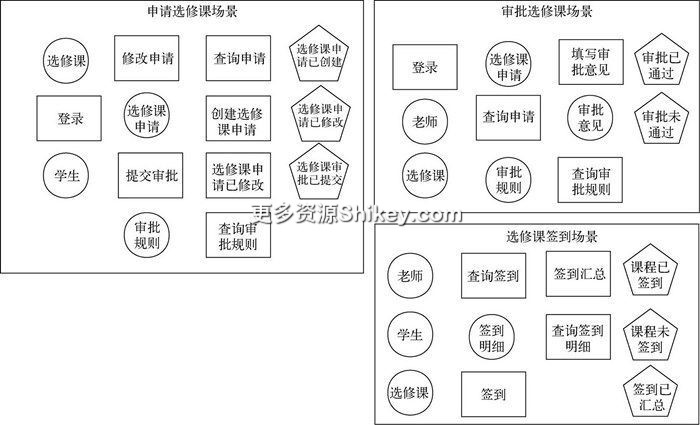 申请选修课场景
选修课
修改申请
查询申请
选修课申
请已创建
登录
选修课
申请
创建选修
课申请
选修课申
请已修改
学生
提交审批
选修课申
请已修改
选修课审
批已提交
审批
规则
查询审
批规则
审批选修课场景
登录
选修课
申请
填写审
批意见
审批已
通过
老师
查询申请
审批
意见
审批未
通过
选修课
审批
规则
查询审
批规则
更多资源Shikey.com
选修课签到场景
老师
查询签到
签到汇总
课程已
签到
学生
签到
明细
查询签到
明细
课程未
签到
选修课
签到
签到已
汇总